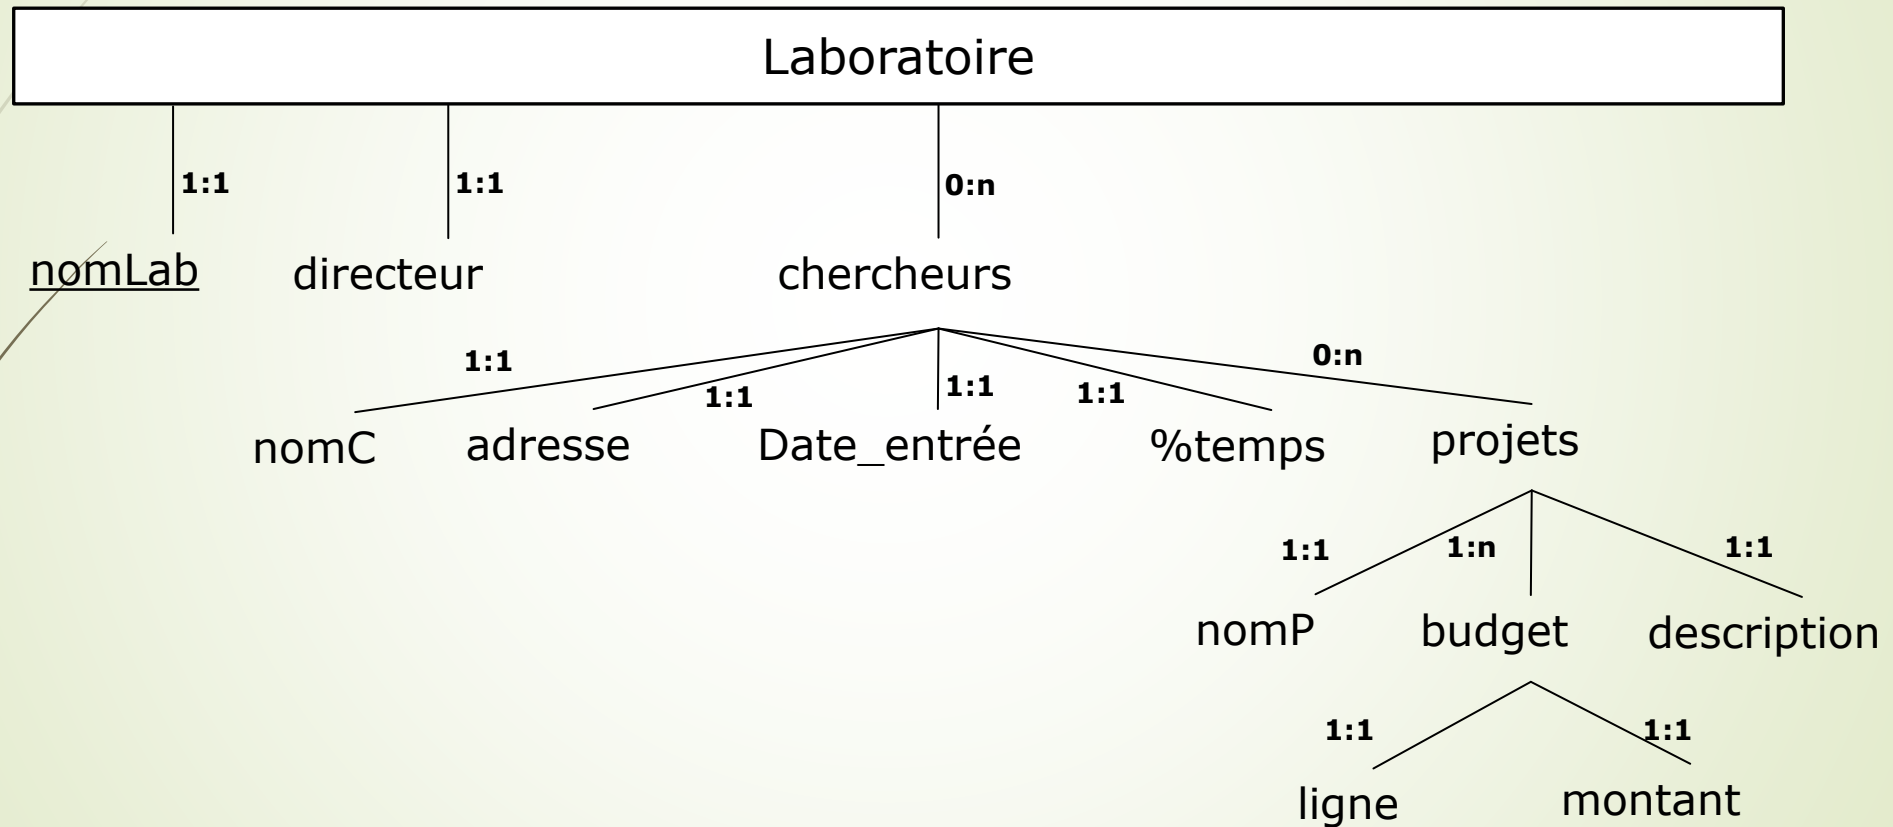 Laboratoire
1:1 1:1 0:n
nomLab directeur chercheurs
1:1 1:1 1:1 1:1 0:n
nomC adresse Date_entrée %temps projets
1:1 1:n 1:1
nomP budget description
1:1 1:1
ligne montant